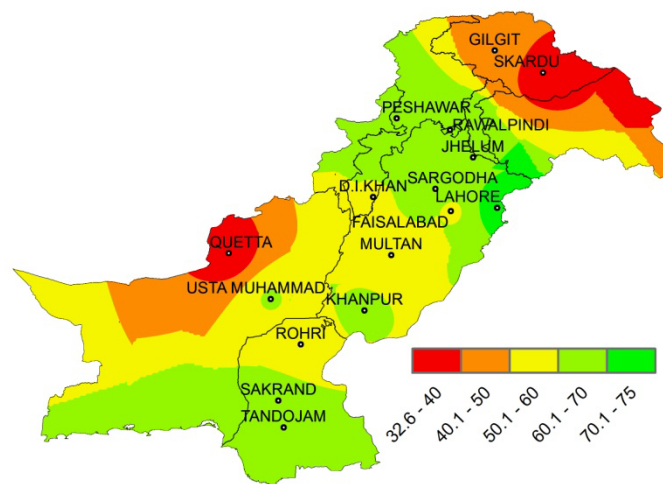 GILGIT
SKARDU
PESHAWAR
RAWALPINDI
JHELUM
SARGODHA
D.I.KHAN
LAHORE
FAISALABAD
MULTAN
QUETTA
USTA MUHAMMAD
KHANPUR
ROHRI
SAKRAND
TANDOJAM
32.6 - 40
40.1 - 50
50.1 - 60
60.1 - 70
70.1 - 75